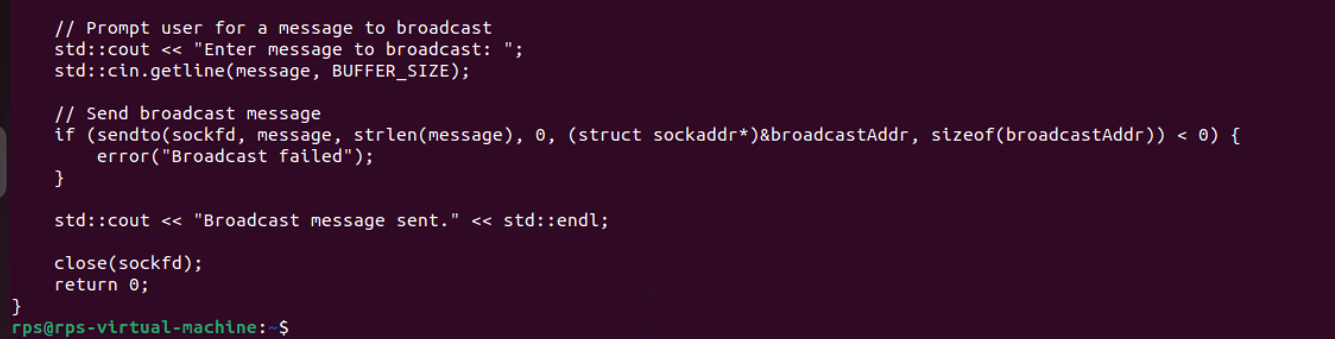 // Prompt user for a message to broadcast
std::cout << "Enter message to broadcast: ";
std::cin.getline(message, BUFFER_SIZE);
// Send broadcast message
if (sendto(sockfd, message, strlen(message), 0, (struct sockaddr*)&broadcastAddr, sizeof(broadcastAddr)) < 0) {
error("Broadcast failed");
}
std::cout << "Broadcast message sent." << std::endl;
close(sockfd);
return 0;
}
rps@rps-virtual-machine:~$